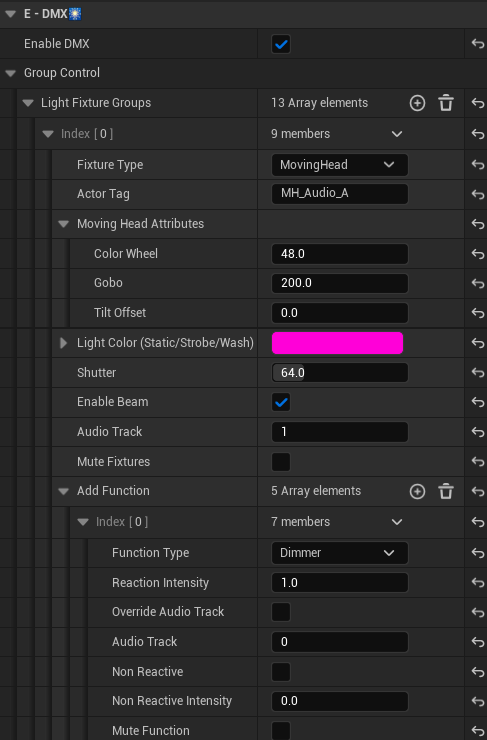 E - DMX
Enable DMX
Group Control
Light Fixture Groups 13 Array elements
Index [ 0 ] 9 members
Fixture Type MovingHead
Actor Tag MH_Audio_A
Moving Head Attributes
Color Wheel 48.0
Gobo 200.0
Tilt Offset 0.0
Light Color (Static/Strobe/Wash)
Shutter 64.0
Enable Beam
Audio Track 1
Mute Fixtures
Add Function 5 Array elements
Index [ 0 ] 7 members
Function Type Dimmer
Reaction Intensity 1.0
Override Audio Track
Audio Track 0
Non Reactive
Non Reactive Intensity 0.0
Mute Function